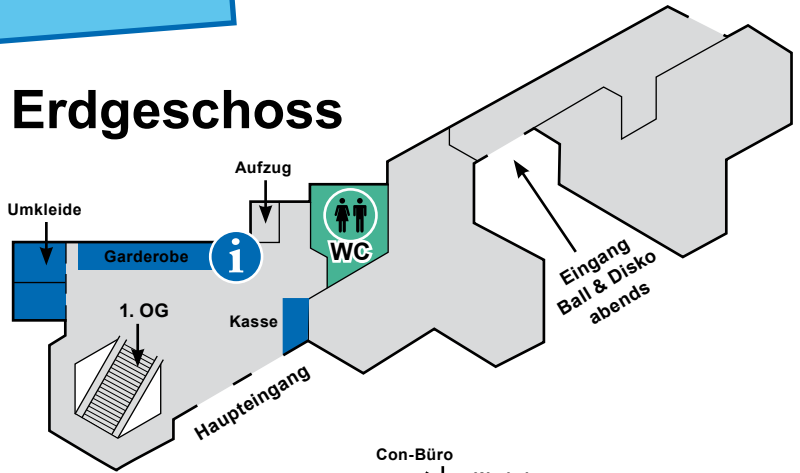 Erdgeschoss
Aufzug
Umkleide
Garderobe
i
WC
1. OG
Kasse
Haupteingang
Eingang
Ball & Disko
abends
Con-Büro